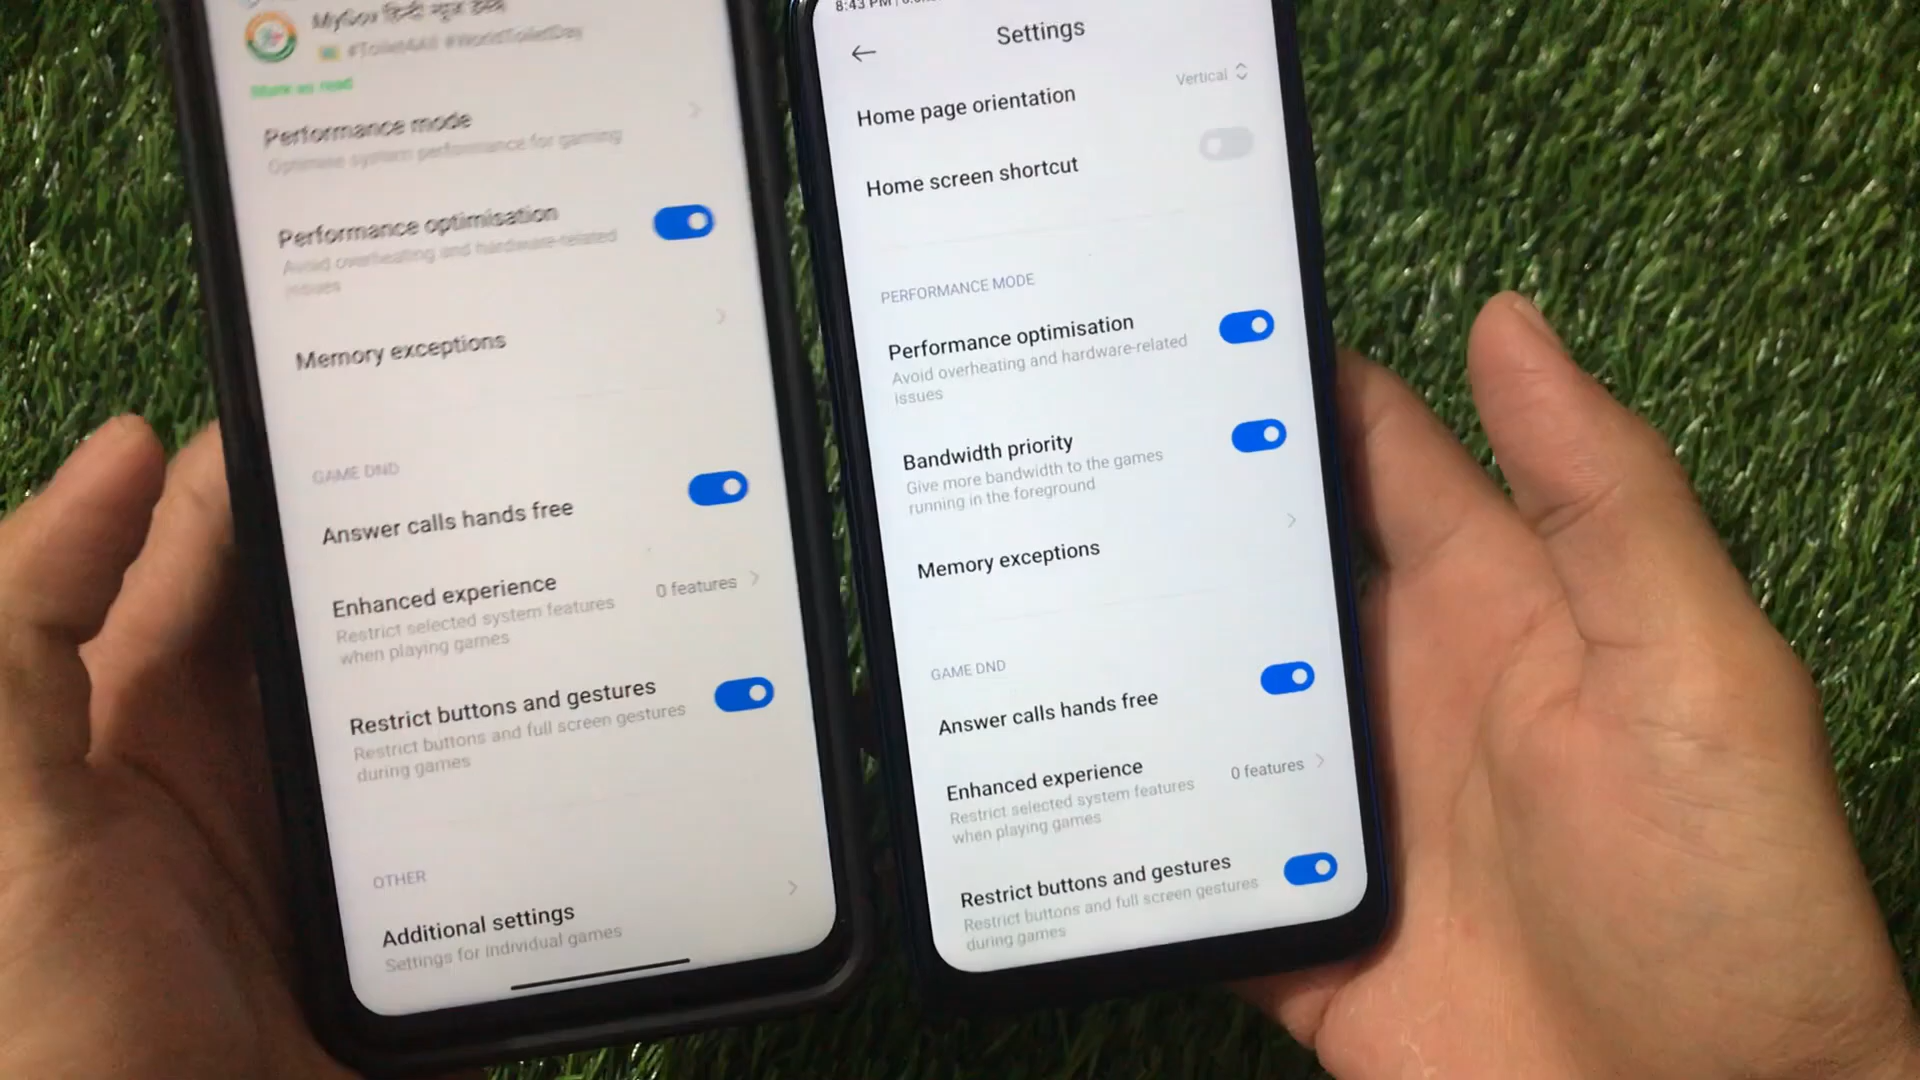 MyGov हिन्दी न्यूज़ डेस्क
#Toilet4All #WorldToiletDay
Mark as read
Performance mode
Optimise system performance for gaming
Performance optimisation
Avoid overheating and hardware-related
issues
Memory exceptions
GAME DND
Answer calls hands free
Enhanced experience
0 features
Restrict selected system features
when playing games
Restrict buttons and gestures
Restrict buttons and full screen gestures
during games
OTHER
Additional settings
Settings for individual games
8:43 PM
Settings
Home page orientation
Vertical
Home screen shortcut
PERFORMANCE MODE
Performance optimisation
Avoid overheating and hardware-related
issues
Bandwidth priority
Give more bandwidth to the games
running in the foreground
Memory exceptions
GAME DND
Answer calls hands free
Enhanced experience
0 features
Restrict selected system features
when playing games
Restrict buttons and gestures
Restrict buttons and full screen gestures
during games